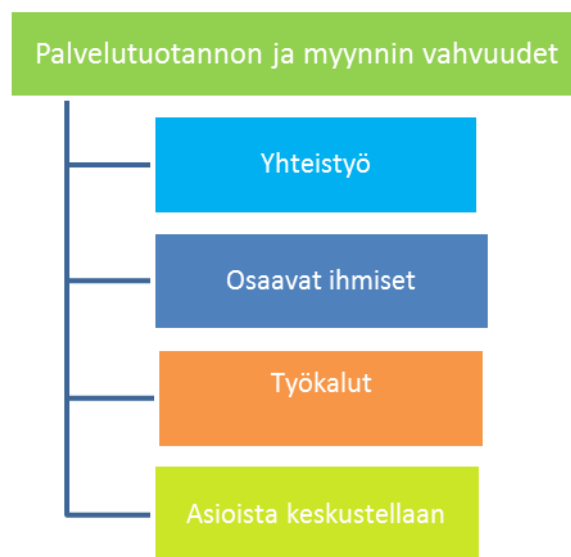 Palvelutuotannon ja myynnin vahvuudet
Yhteistyö
Osaavat ihmiset
Työkalut
Asioista keskustellaan